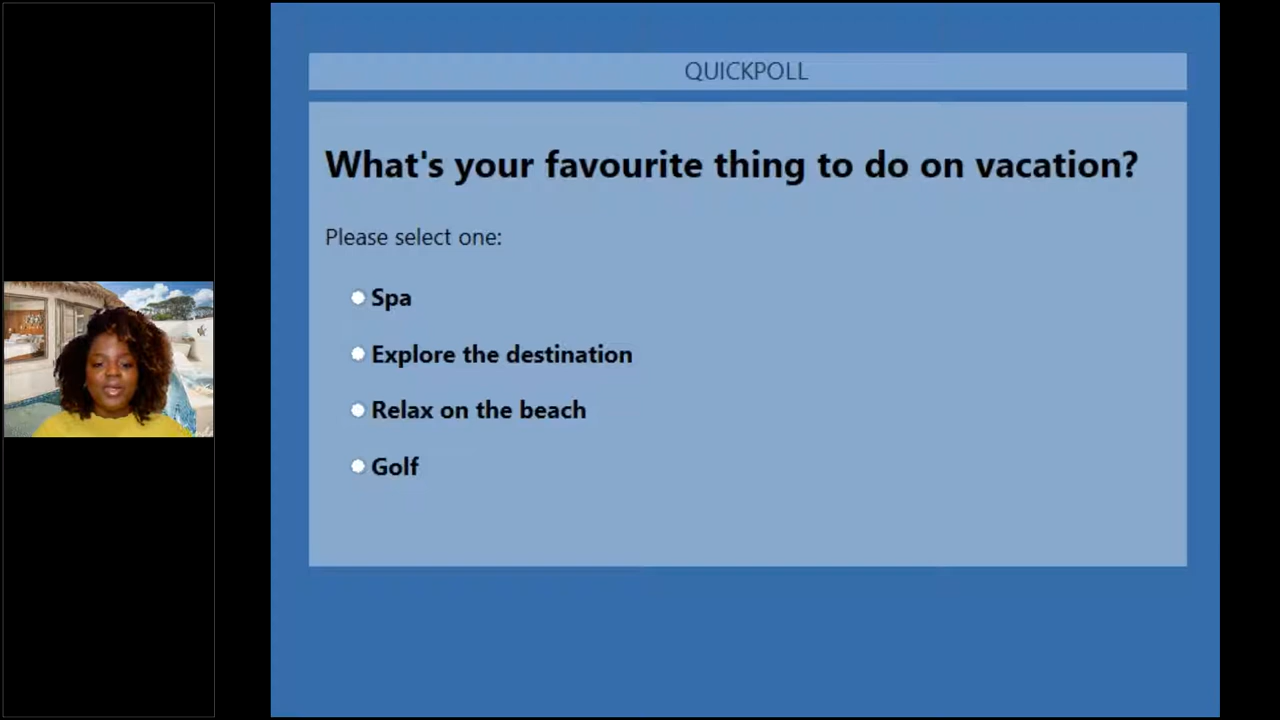 QUICKPOLL
What's your favourite thing to do on vacation?
Please select one:
Spa
Explore the destination
Relax on the beach
Golf